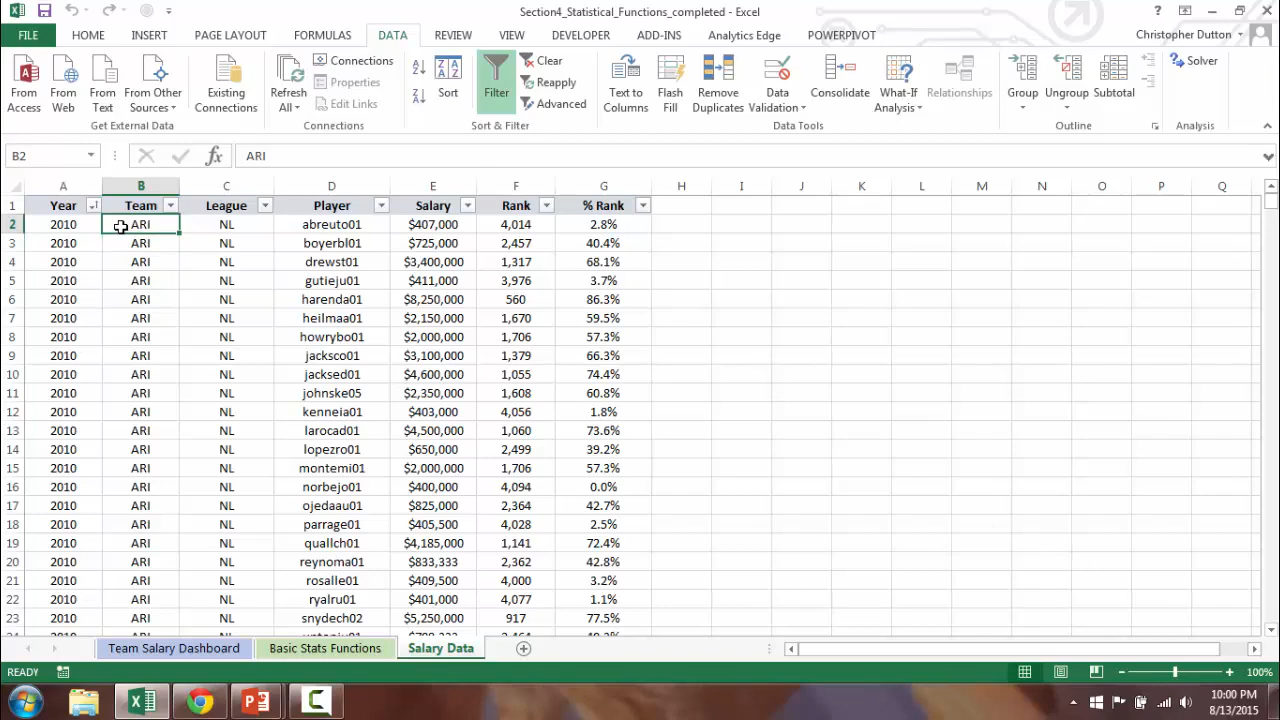 Section4_Statistical_Functions_completed - Excel
FILE HOME INSERT PAGE LAYOUT FORMULAS DATA REVIEW VIEW DEVELOPER ADD-INS Analytics Edge POWERPIVOT Christopher Dutton
From Access
From Web
From Text
From Other Sources
Existing Connections
Get External Data
Refresh All
Connections
Properties
Edit Links
Connections
Sort
Filter
Clear
Reapply
Advanced
Sort & Filter
Text to Columns
Flash Fill
Remove Duplicates
Data Validation
Consolidate
What-If Analysis
Relationships
Data Tools
Group
Ungroup
Subtotal
Outline
Solver
Analysis
B2 fx ARI
A B C D E F G H I J K L M N O P Q
1 Year Team League Player Salary Rank % Rank
2 2010 ARI NL abreuto01 $407,000 4,014 2.8%
3 2010 ARI NL boyerbl01 $725,000 2,457 40.4%
4 2010 ARI NL drewst01 $3,400,000 1,317 68.1%
5 2010 ARI NL gutieju01 $411,000 3,976 3.7%
6 2010 ARI NL harenda01 $8,250,000 560 86.3%
7 2010 ARI NL heilmaa01 $2,150,000 1,670 59.5%
8 2010 ARI NL howrybo01 $2,000,000 1,706 57.3%
9 2010 ARI NL jacksco01 $3,100,000 1,379 66.3%
10 2010 ARI NL jacksed01 $4,600,000 1,055 74.4%
11 2010 ARI NL johnske05 $2,350,000 1,608 60.8%
12 2010 ARI NL kenneia01 $403,000 4,056 1.8%
13 2010 ARI NL larocad01 $4,500,000 1,060 73.6%
14 2010 ARI NL lopezro01 $650,000 2,499 39.2%
15 2010 ARI NL montemi01 $2,000,000 1,706 57.3%
16 2010 ARI NL norbejo01 $400,000 4,094 0.0%
17 2010 ARI NL ojedaau01 $825,000 2,364 42.7%
18 2010 ARI NL parrage01 $405,500 4,028 2.5%
19 2010 ARI NL quallch01 $4,185,000 1,141 72.4%
20 2010 ARI NL reynoma01 $833,333 2,362 42.8%
21 2010 ARI NL rosalle01 $409,500 4,000 3.2%
22 2010 ARI NL ryalru01 $401,000 4,077 1.1%
23 2010 ARI NL snydech02 $5,250,000 917 77.5%
Team Salary Dashboard Basic Stats Functions Salary Data
READY 100%
10:00 PM
8/13/2015